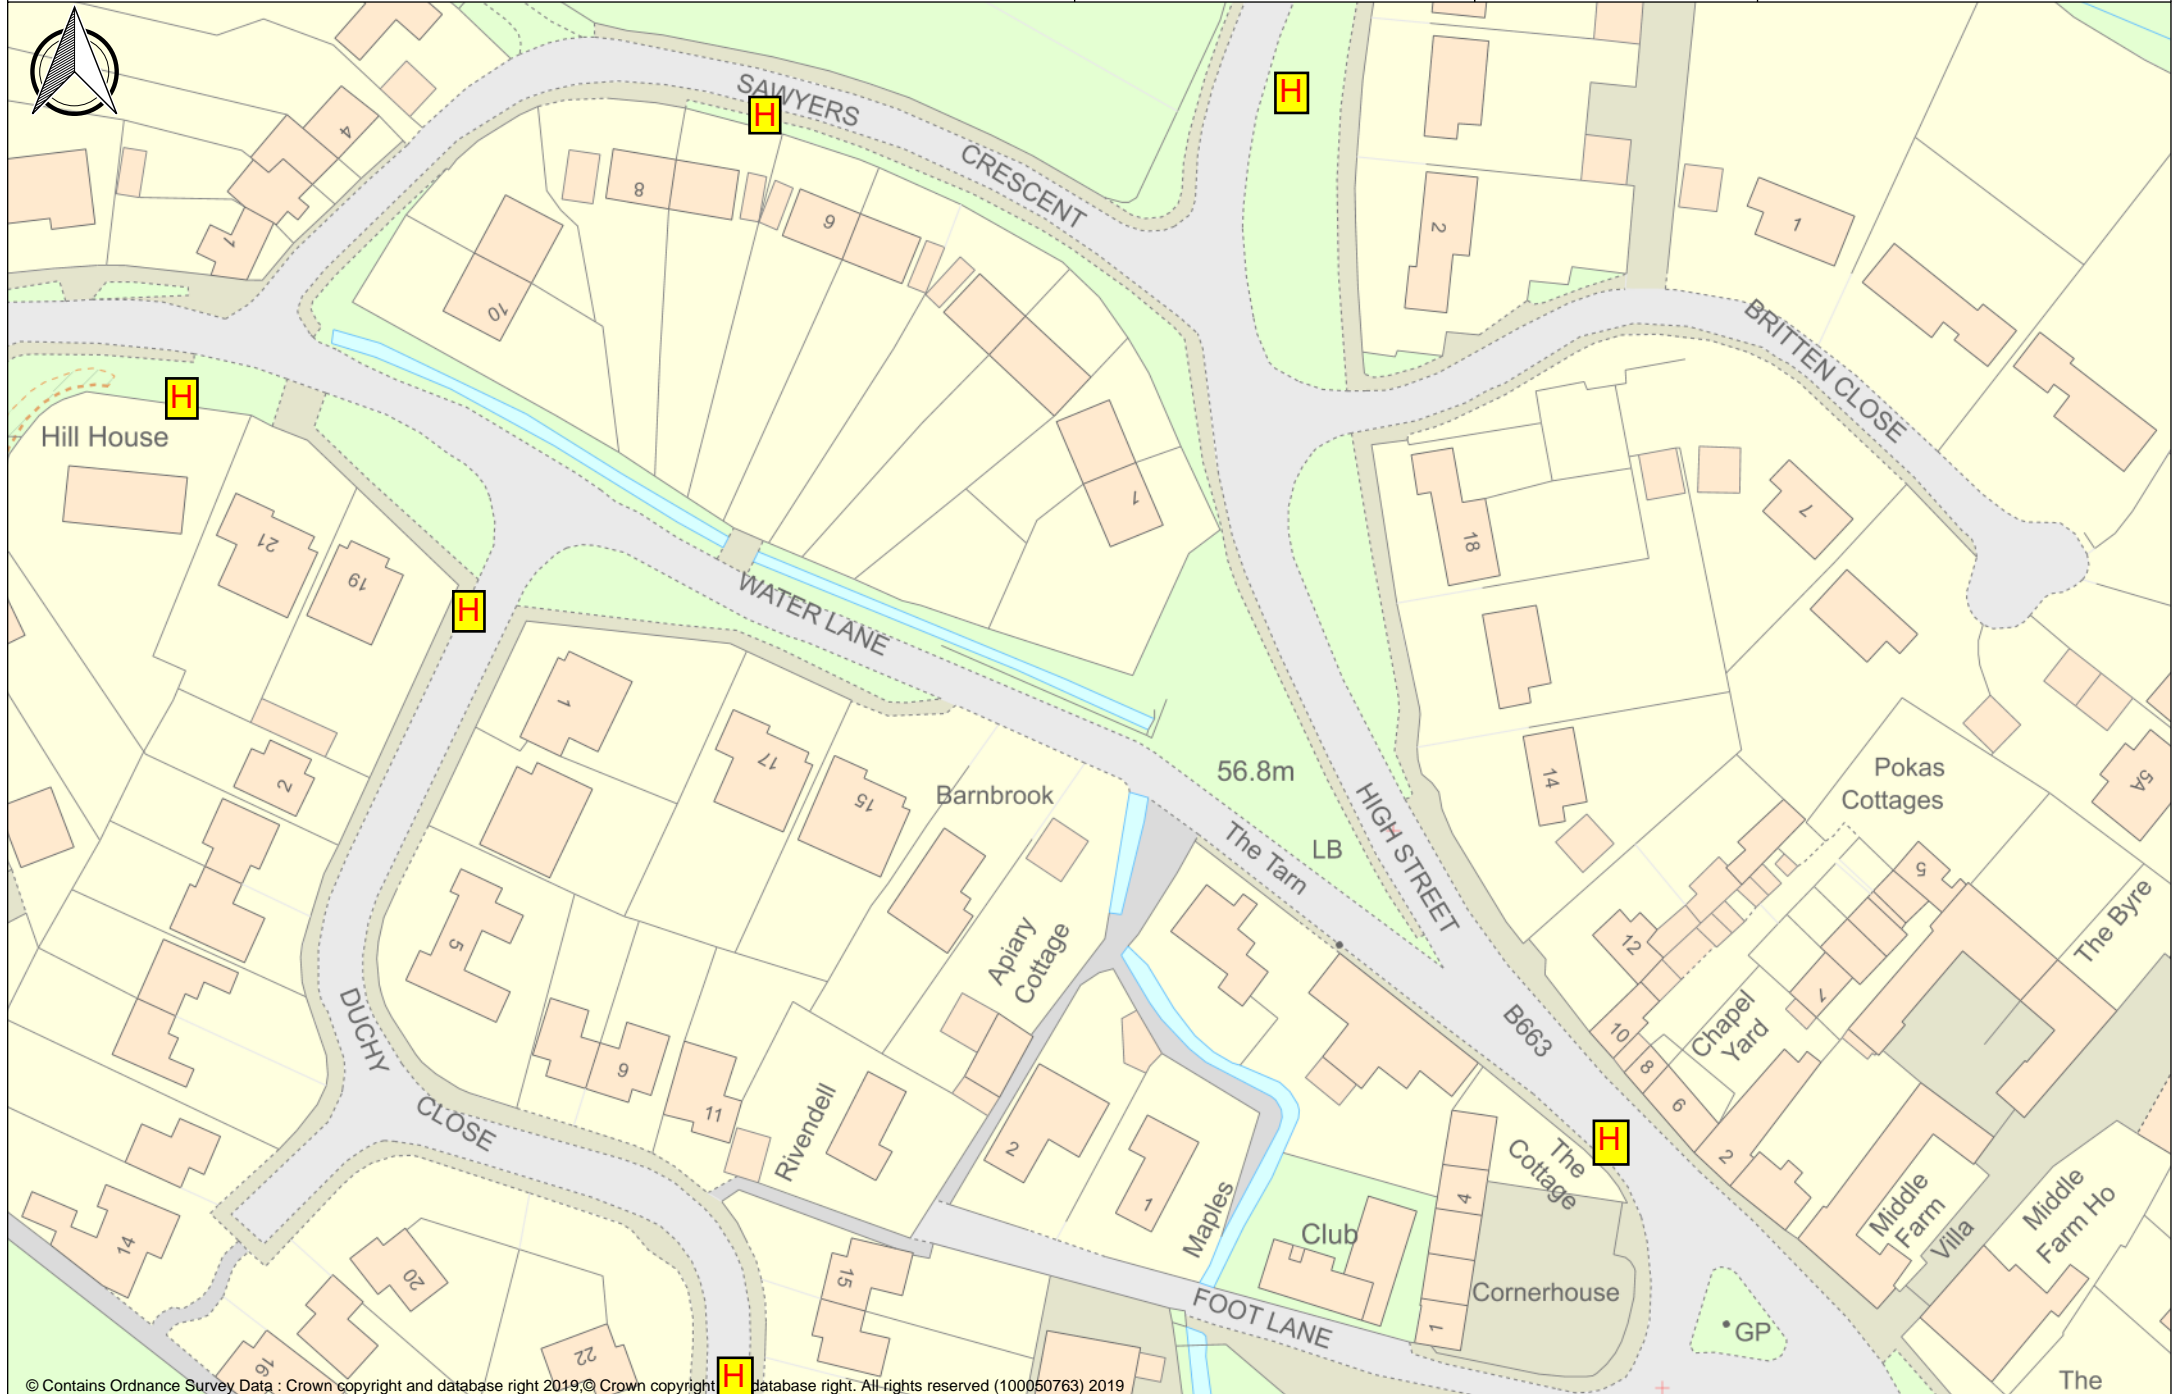 SAWYERS
CRESCENT
H
H
4
1
8
6
10
2
1
BRITTEN CLOSE
H
Hill House
21
19
1
18
7
H
WATER LANE
1
17
15
Barnbrook
2
56.8m
LB
The Tarn
HIGH STREET
14
Pokas
Cottages
5A
5
12
7
The Byre
5
Apiary
Cottage
DUCHY
CLOSE
9
11
Rivendell
2
1
Maples
B663
10
8
6
2
Chapel
Yard
H
The
Cottage
4
1
Club
Cornerhouse
Middle
Farm
Villa
Middle
Farm Ho
14
20
16
22
15
FOOT LANE
GP
The
H
© Contains Ordnance Survey Data : Crown copyright and database right 2019,© Crown copyright database right. All rights reserved (100050763) 2019